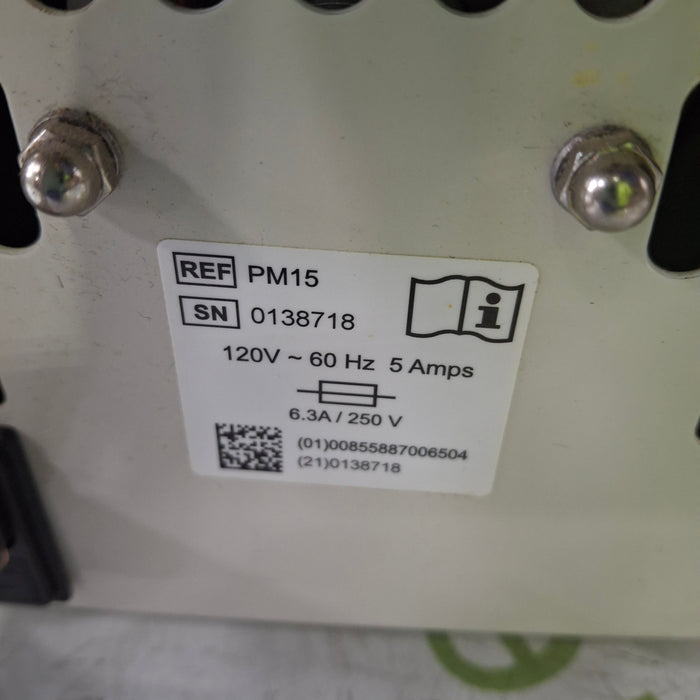 REF PM15
SN 0138718
120V ~ 60 Hz 5 Amps
6.3A / 250 V
(01)00855887006504
(21)0138718